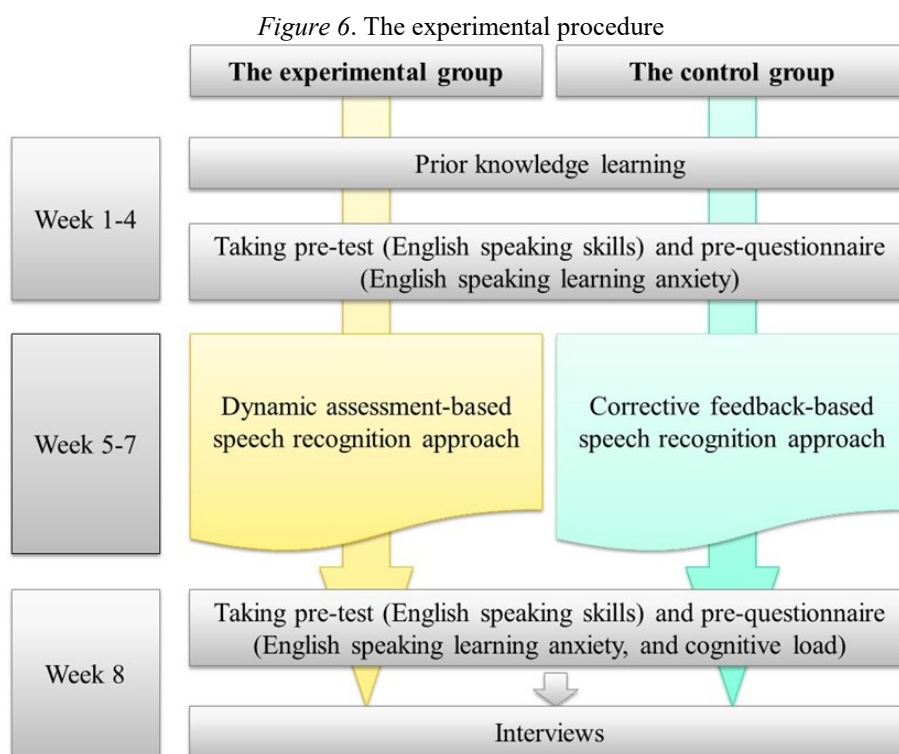 Figure 6. The experimental procedure
The experimental group
The control group
Prior knowledge learning
Week 1-4
Taking pre-test (English speaking skills) and pre-questionnaire
(English speaking learning anxiety)
Week 5-7
Dynamic assessment-based
speech recognition approach
Corrective feedback-based
speech recognition approach
Week 8
Taking pre-test (English speaking skills) and pre-questionnaire
(English speaking learning anxiety, and cognitive load)
Interviews